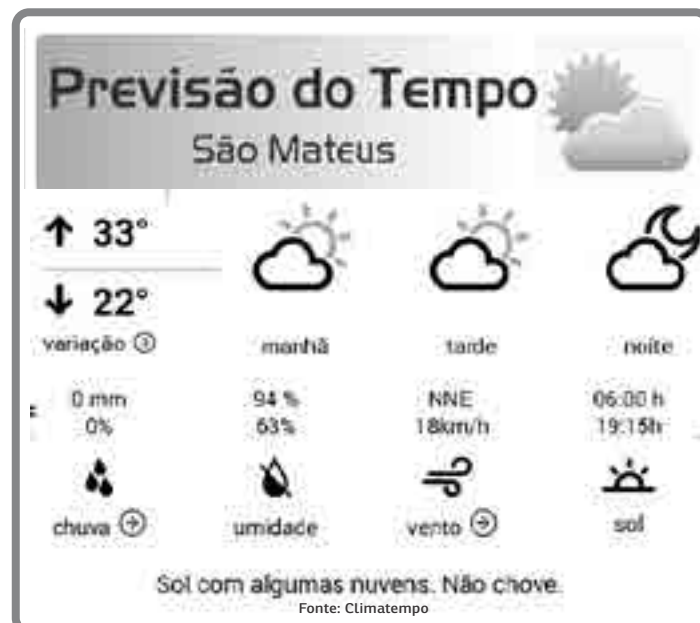 Previsão do Tempo
São Mateus
↑ 33°
↓ 22°
variação
manhã
tarde
noite
0 mm
0%
chuva
94 %
63%
umidade
NNE
18km/h
vento
06:00 h
19:15h
sol
Sol com algumas nuvens. Não chove.
Fonte: Climatempo